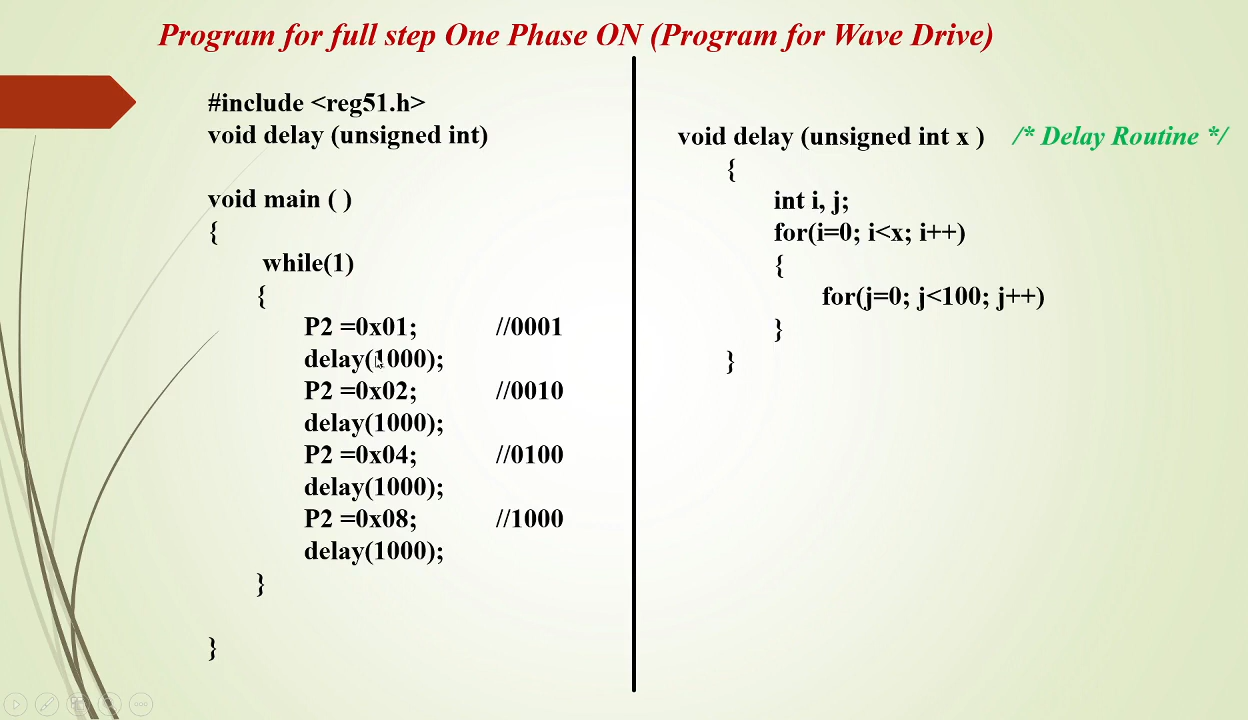 Program for full step One Phase ON (Program for Wave Drive)
#include <reg51.h>
void delay (unsigned int)
void main ( )
{
while(1)
{
P2 =0x01; //0001
delay(1000);
P2 =0x02; //0010
delay(1000);
P2 =0x04; //0100
delay(1000);
P2 =0x08; //1000
delay(1000);
}
}
void delay (unsigned int x ) /* Delay Routine */
{
int i, j;
for(i=0; i<x; i++)
{
for(j=0; j<100; j++)
}
}